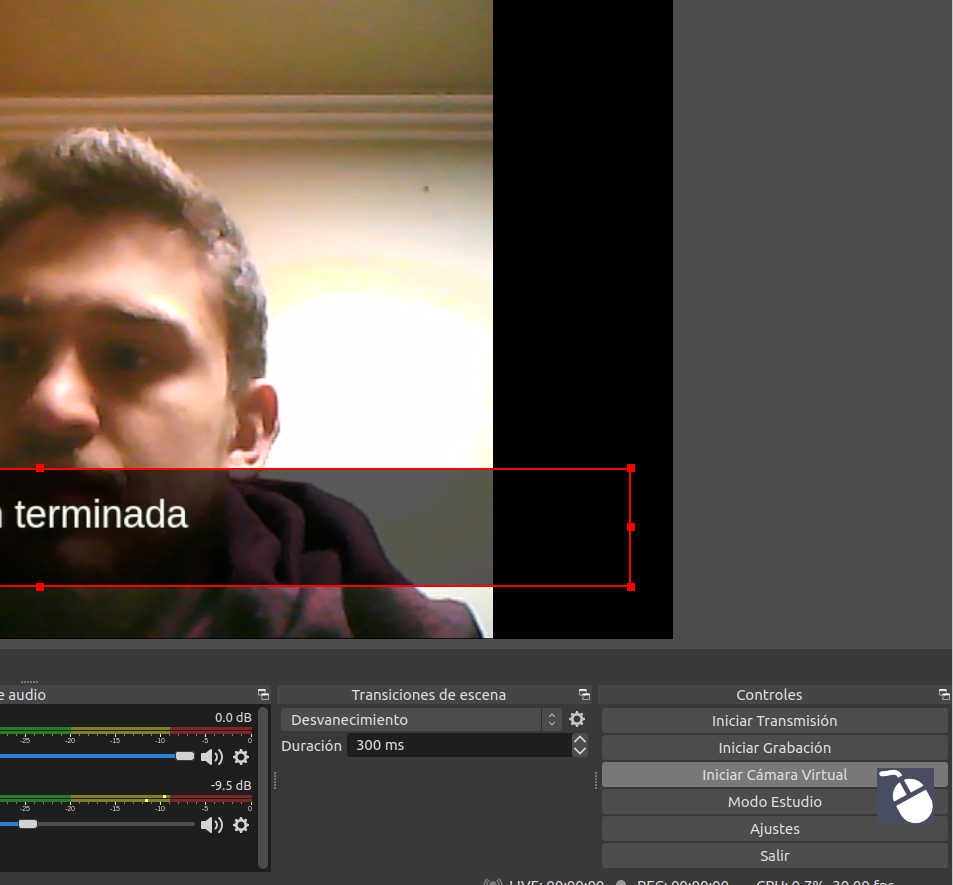 terminada
e audio
Transiciones de escena
Controles
0.0 dB
-25 -20 -15 -10 -5 0
-9.5 dB
-25 -20 -15 -10 -5 0
Desvanecimiento
Duración 300 ms
Iniciar Transmisión
Iniciar Grabación
Iniciar Cámara Virtual
Modo Estudio
Ajustes
Salir
LIVE: 00:00:00 REC: 00:00:00 CPU: 0.7%, 30.00 fps